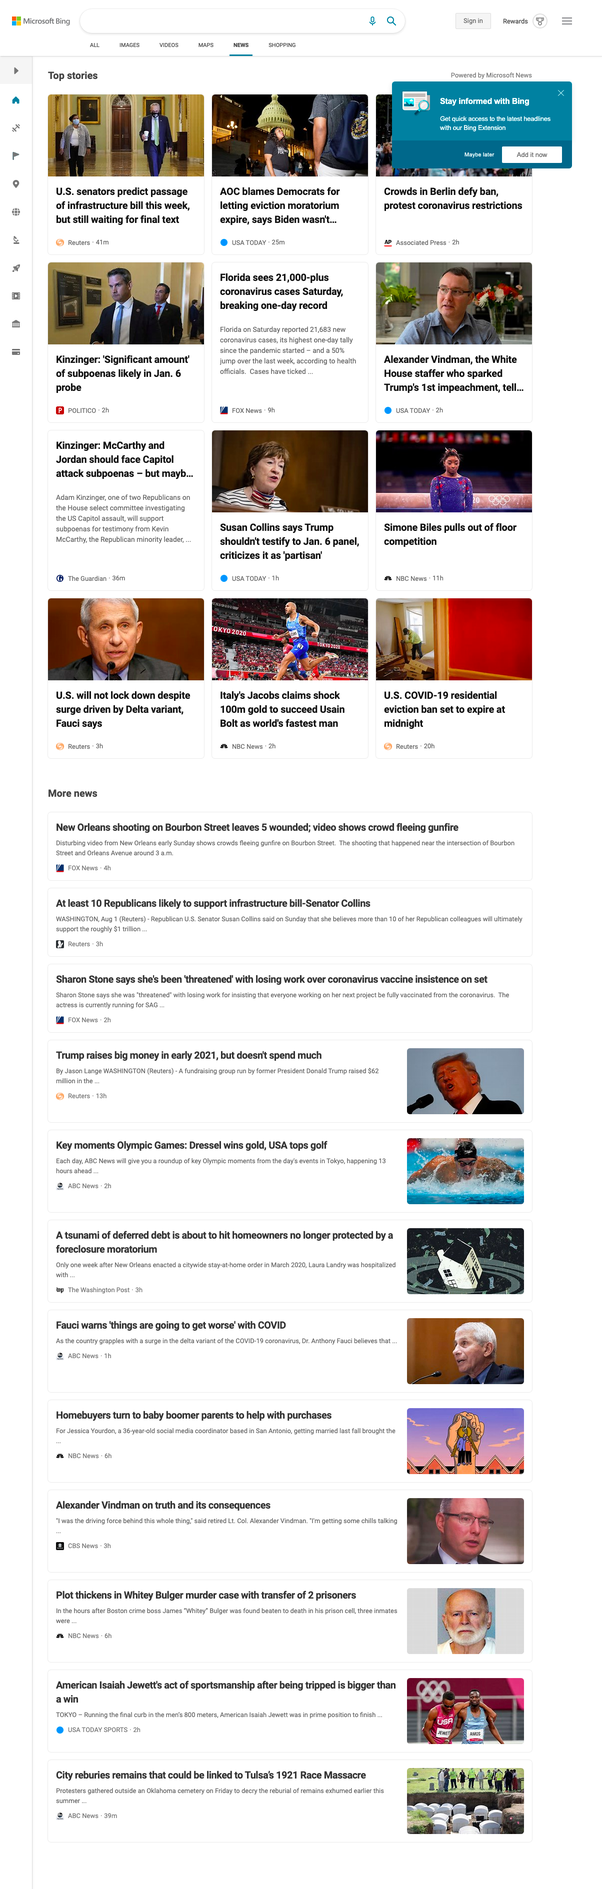 Microsoft Bing
Sign in
Rewards
ALL
IMAGES
VIDEOS
MAPS
NEWS
SHOPPING
Top stories
Powered by Microsoft News
Stay informed with Bing
Get quick access to the latest headlines
with our Bing Extension
Maybe later
Add it now
U.S. senators predict passage
of infrastructure bill this week,
but still waiting for final text
Reuters · 41m
AOC blames Democrats for
letting eviction moratorium
expire, says Biden wasn't...
USA TODAY · 25m
Crowds in Berlin defy ban,
protest coronavirus restrictions
AP
Associated Press · 2h
Kinzinger: 'Significant amount'
of subpoenas likely in Jan. 6
probe
POLITICO · 2h
Florida sees 21,000-plus
coronavirus cases Saturday,
breaking one-day record
Florida on Saturday reported 21,683 new
coronavirus cases, its highest one-day tally
since the pandemic started – and a 50%
jump over the last week, according to health
officials. Cases have ticked ...
FOX News · 9h
Alexander Vindman, the White
House staffer who sparked
Trump's 1st impeachment, tell...
USA TODAY · 2h
Kinzinger: McCarthy and
Jordan should face Capitol
attack subpoenas – but mayb...
Adam Kinzinger, one of two Republicans on
the House select committee investigating
the US Capitol assault, will support
subpoenas for testimony from Kevin
McCarthy, the Republican minority leader, ...
The Guardian · 36m
Susan Collins says Trump
shouldn't testify to Jan. 6 panel,
criticizes it as 'partisan'
USA TODAY · 1h
Simone Biles pulls out of floor
competition
NBC News · 11h
U.S. will not lock down despite
surge driven by Delta variant,
Fauci says
Reuters · 3h
TOKYO 2020
Italy's Jacobs claims shock
100m gold to succeed Usain
Bolt as world's fastest man
NBC News · 2h
U.S. COVID-19 residential
eviction ban set to expire at
midnight
Reuters · 20h
More news
New Orleans shooting on Bourbon Street leaves 5 wounded; video shows crowd fleeing gunfire
Disturbing video from New Orleans early Sunday shows crowds fleeing gunfire on Bourbon Street. The shooting that happened near the intersection of Bourbon
Street and Orleans Avenue around 3 a.m.
FOX News · 4h
At least 10 Republicans likely to support infrastructure bill-Senator Collins
WASHINGTON, Aug 1 (Reuters) - Republican U.S. Senator Susan Collins said on Sunday that she believes more than 10 of her Republican colleagues will ultimately
support the roughly $1 trillion ...
Reuters · 3h
Sharon Stone says she's been 'threatened' with losing work over coronavirus vaccine insistence on set
Sharon Stone says she was "threatened" with losing work for insisting that everyone working on her next project be fully vaccinated from the coronavirus. The
actress is currently running for SAG ...
FOX News · 2h
Trump raises big money in early 2021, but doesn't spend much
By Jason Lange WASHINGTON (Reuters) - A fundraising group run by former President Donald Trump raised $62
million in the ...
Reuters · 13h
Key moments Olympic Games: Dressel wins gold, USA tops golf
Each day, ABC News will give you a roundup of key Olympic moments from the day's events in Tokyo, happening 13
hours ahead ...
ABC News · 2h
A tsunami of deferred debt is about to hit homeowners no longer protected by a
foreclosure moratorium
Only one week after New Orleans enacted a citywide stay-at-home order in March 2020, Laura Landry was hospitalized
with ...
wp
The Washington Post · 3h
Fauci warns 'things are going to get worse' with COVID
As the country grapples with a surge in the delta variant of the COVID-19 coronavirus, Dr. Anthony Fauci believes that ...
ABC News · 1h
Homebuyers turn to baby boomer parents to help with purchases
For Jessica Yourdon, a 36-year-old social media coordinator based in San Antonio, getting married last fall brought the
...
NBC News · 6h
Alexander Vindman on truth and its consequences
"I was the driving force behind this whole thing," said retired Lt. Col. Alexander Vindman. "I'm getting some chills talking
...
CBS News · 3h
Plot thickens in Whitey Bulger murder case with transfer of 2 prisoners
In the hours after Boston crime boss James "Whitey" Bulger was found beaten to death in his prison cell, three inmates
were ...
NBC News · 6h
American Isaiah Jewett's act of sportsmanship after being tripped is bigger than
a win
TOKYO – Running the final curb in the men's 800 meters, American Isaiah Jewett was in prime position to finish ...
USA TODAY SPORTS · 2h
USA
JEWETT
AMOS
City reburies remains that could be linked to Tulsa's 1921 Race Massacre
Protesters gathered outside an Oklahoma cemetery on Friday to decry the reburial of remains exhumed earlier this
summer ...
ABC News · 39m